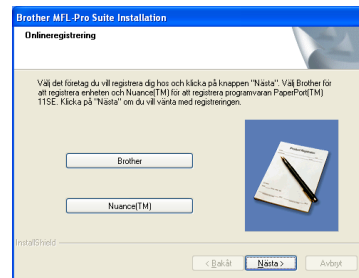 Brother MFL-Pro Suite Installation
Onlineregistrering
Välj det företag du vill registrera dig hos och klicka på knappen "Nästa". Välj Brother för
att registrera enheten och Nuance(TM) för att registrera programvaran PaperPort(TM)
11SE. Klicka på "Nästa" om du vill vänta med registreringen.
Brother
Nuance(TM)
InstallShield
< Bakåt
Nästa >
Avbryt